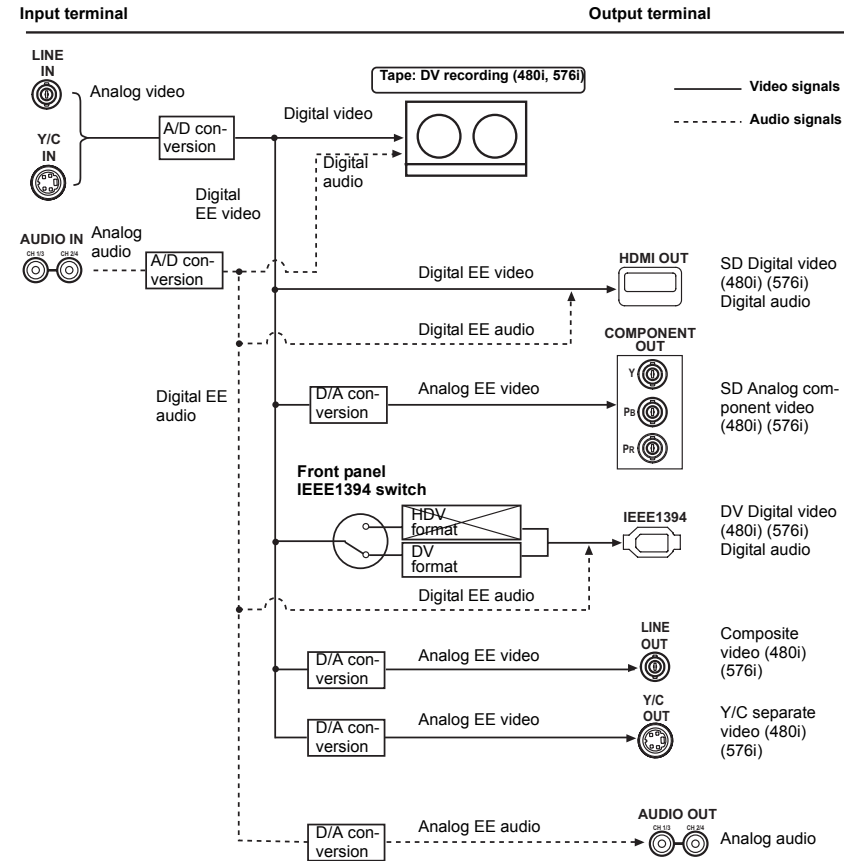 Input terminal
Output terminal
LINE
IN
Analog video
Y/C
IN
A/D con-
version
Digital video
Tape: DV recording (480i, 576i)
Video signals
Audio signals
Digital
audio
Digital
EE video
AUDIO IN
CH 1/3 CH 2/4
Analog
audio
A/D con-
version
Digital EE video
HDMI OUT
SD Digital video
(480i) (576i)
Digital audio
Digital EE audio
COMPONENT
OUT
Y
PB
PR
Digital EE
audio
D/A con-
version
Analog EE video
SD Analog com-
ponent video
(480i) (576i)
Front panel
IEEE1394 switch
HDV
format
DV
format
IEEE1394
DV Digital video
(480i) (576i)
Digital audio
Digital EE audio
D/A con-
version
Analog EE video
LINE
OUT
Composite
video (480i)
(576i)
D/A con-
version
Analog EE video
Y/C
OUT
Y/C separate
video (480i)
(576i)
D/A con-
version
Analog EE audio
AUDIO OUT
CH 1/3 CH 2/4
Analog audio